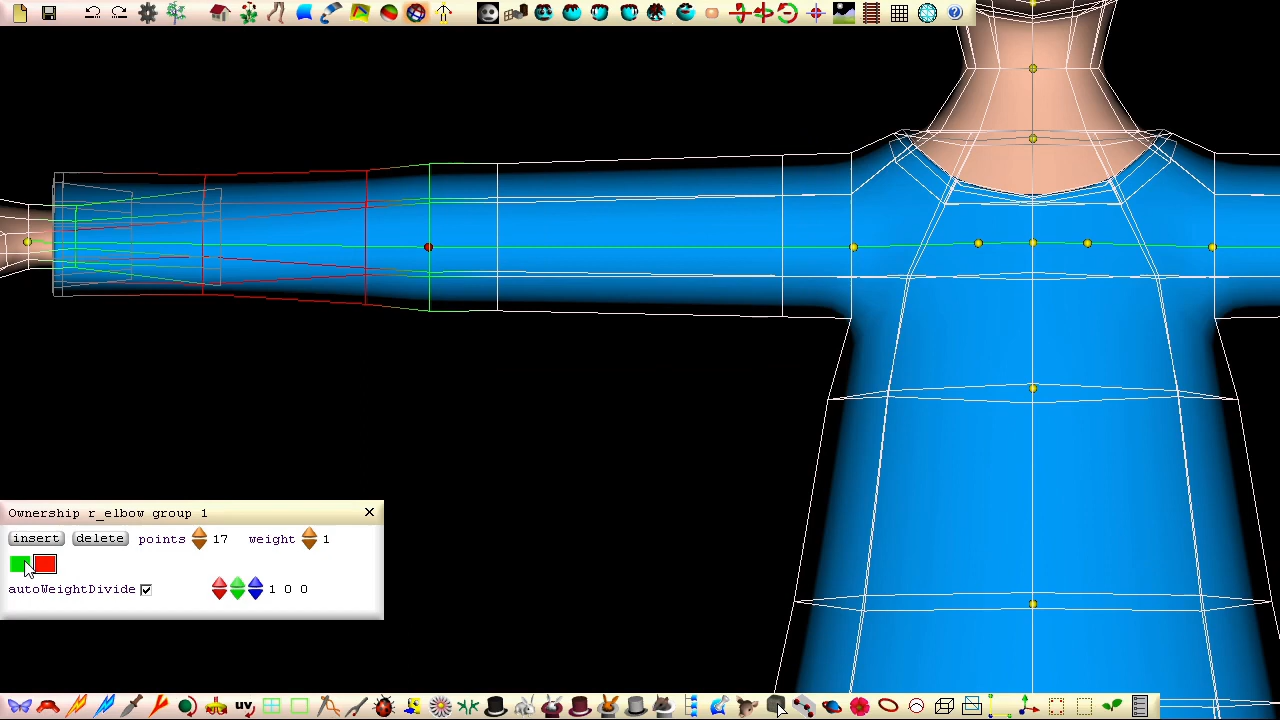 uv
Ownership r_elbow group 1
insert delete points 17 weight 1
autoWeightDivide 1 0 0